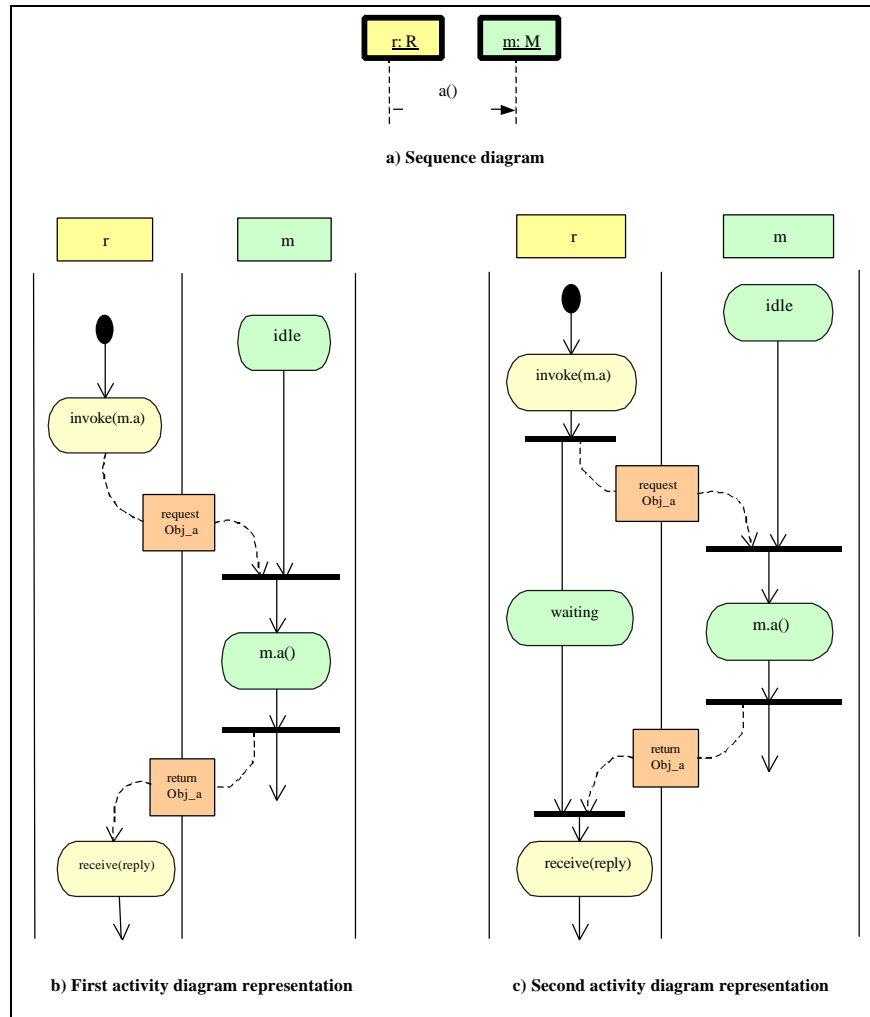 r: R
m: M
a()
a) Sequence diagram
r
m
idle
invoke(m.a)
request
Obj_a
m.a()
return
Obj_a
receive(reply)
b) First activity diagram representation
r
m
idle
invoke(m.a)
request
Obj_a
waiting
m.a()
return
Obj_a
receive(reply)
c) Second activity diagram representation